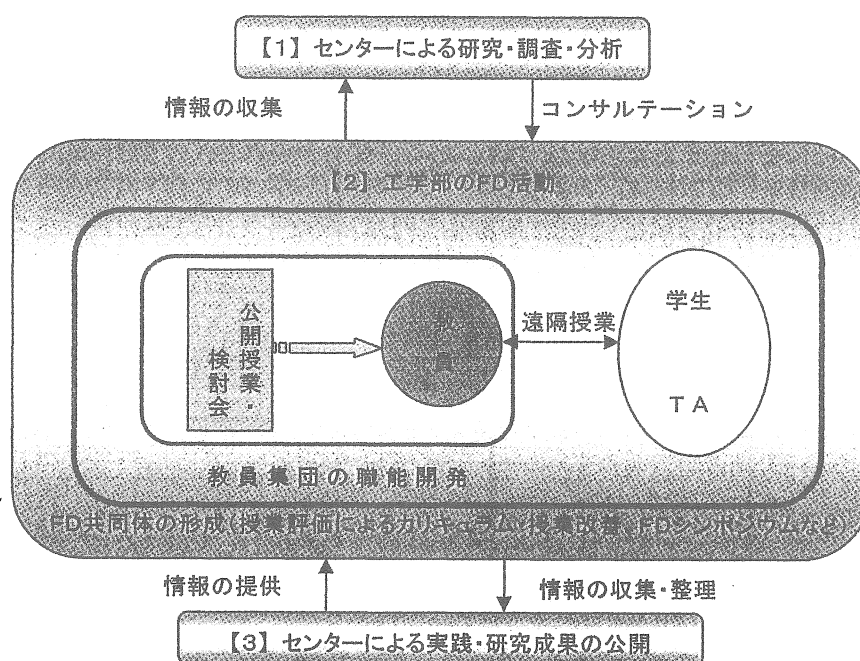 【1】センターによる研究・調査・分析
情報の収集
コンサルテーション
【2】工学部のFD活動
公開授業・
検討会
教員
遠隔授業
学生
TA
教員集団の職能開発
FD共同体の形成(授業評価によるカリキュラム・授業改善、FDシンポジウムなど)
情報の提供
情報の収集・整理
【3】センターによる実践・研究成果の公開